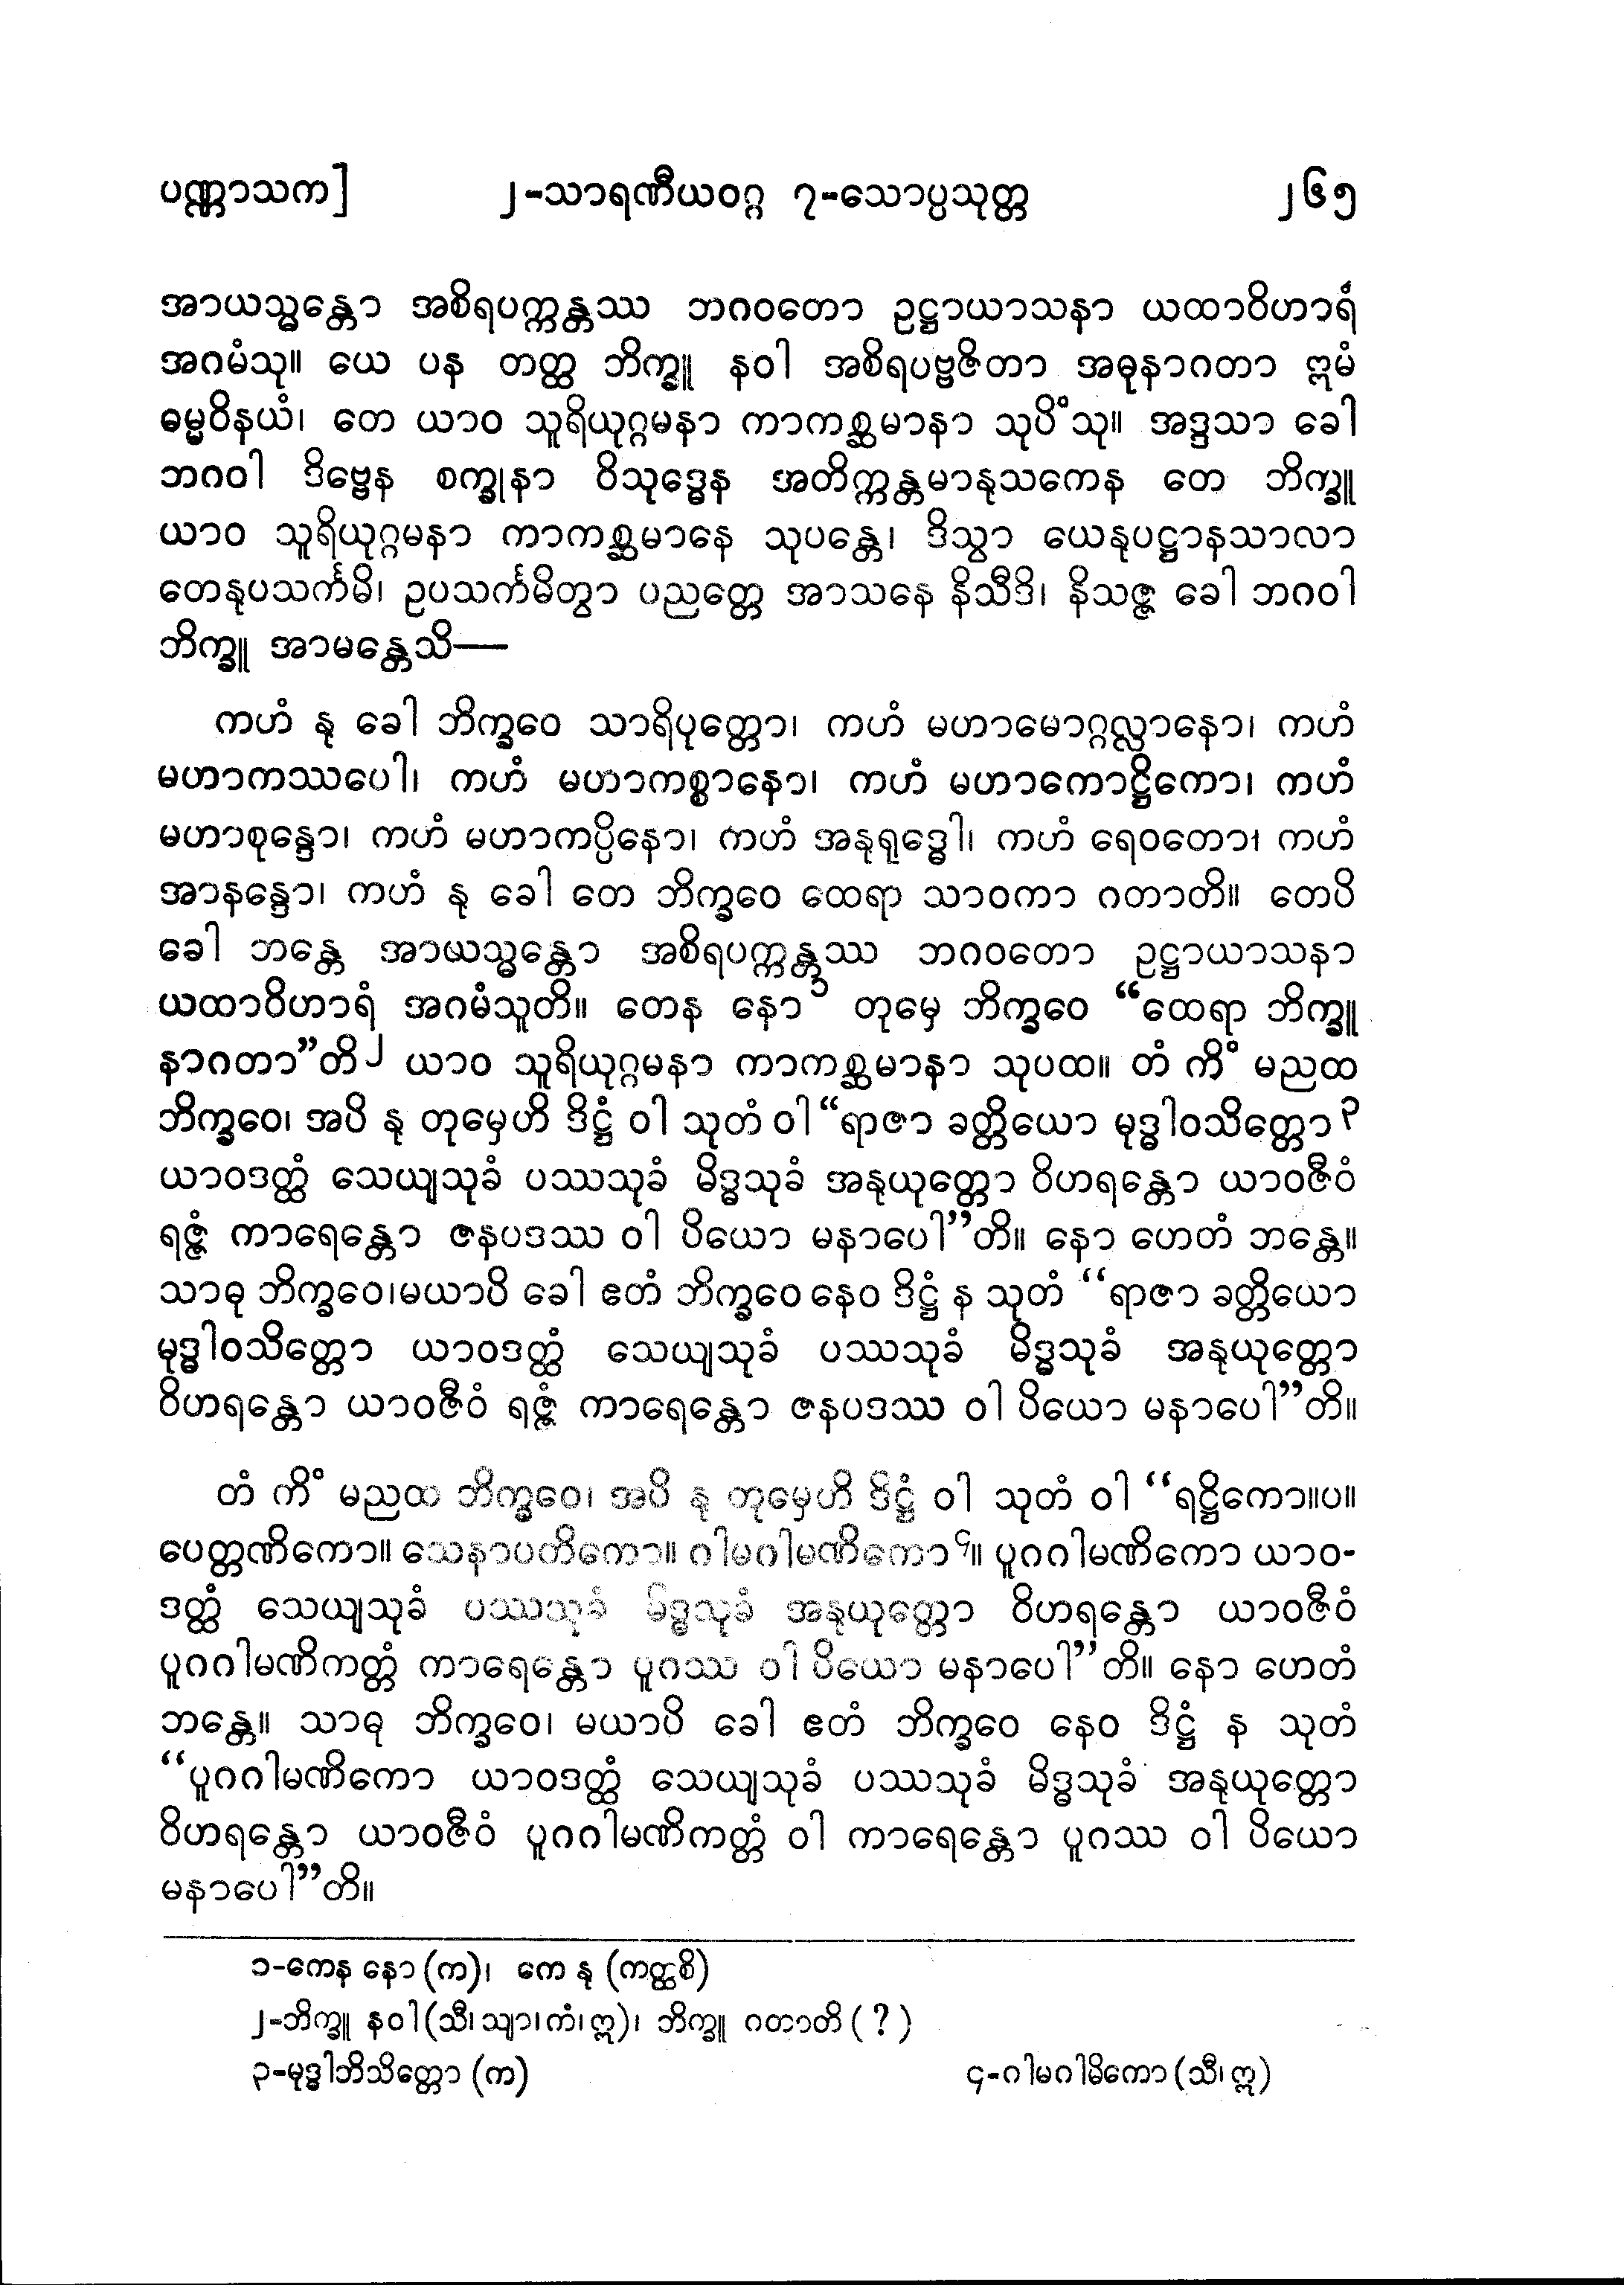 ပဏ္ဏာသက] ၂-သာရဏီယဝဂ္ဂ ၇-သောပ္ပသုတ္တ ၂၆၅
အာယသ္မန္တော အစိရပက္ကန္တဿ ဘဂဝတော ဥဋ္ဌာယာသနာ ယထာဝိဟာရံ
အဂမံသု။ ယေ ပန တတ္ထ ဘိက္ခူ နဝါ အစိရပဗ္ဗဇိတာ အဓုနာဂတာ ဣမံ
ဓမ္မဝိနယံ၊ တေ ယာဝ သူရိယုဂ္ဂမနာ ကာကစ္ဆမာနာ သုပိံသု။ အဒ္ဒသာ ခေါ
ဘဂဝါ ဒိဗ္ဗေန စက္ခုနာ ဝိသုဒ္ဓေန အတိက္ကန္တမာနုသကေန တေ ဘိက္ခူ
ယာဝ သူရိယုဂ္ဂမနာ ကာကစ္ဆမာနေ သုပန္တေ၊ ဒိသွာ ယေနုပဋ္ဌာနသာလာ
တေနုပသင်္ကမိ၊ ဥပသင်္ကမိတွာ ပညတ္တေ အာသနေ နိသီဒိ၊ နိသဇ္ဇ ခေါ ဘဂဝါ
ဘိက္ခူ အာမန္တေသိ—
ကဟံ နု ခေါ ဘိက္ခဝေ သာရိပုတ္တော၊ ကဟံ မဟာမောဂ္ဂလ္လာနော၊ ကဟံ
မဟာကဿပေါ၊ ကဟံ မဟာကစ္စာနော၊ ကဟံ မဟာကောဋ္ဌိကော၊ ကဟံ
မဟာစုန္ဒော၊ ကဟံ မဟာကပ္ပိနော၊ ကဟံ အနုရုဒ္ဓေါ၊ ကဟံ ရေဝတော၊ ကဟံ
အာနန္ဒော၊ ကဟံ နု ခေါ တေ ဘိက္ခဝေ ထေရာ သာဝကာ ဂတာတိ။ တေပိ
ခေါ ဘန္တေ အာယသ္မန္တော အစိရပက္ကန္တဿ ဘဂဝတော ဥဋ္ဌာယာသနာ
ယထာဝိဟာရံ အဂမံသူတိ။ တေန နော၁ တုမှေ ဘိက္ခဝေ “ထေရာ ဘိက္ခူ
နာဂတာ”တိ၂ ယာဝ သူရိယုဂ္ဂမနာ ကာကစ္ဆမာနာ သုပထ။ တံ ကိံ မညထ
ဘိက္ခဝေ၊ အပိ နု တုမှေဟိ ဒိဋ္ဌံ ဝါ သုတံ ဝါ “ရာဇာ ခတ္တိယော မုဒ္ဓါဝသိတ္တော၃
ယာဝဒတ္ထံ သေယျသုခံ ပဿသုခံ မိဒ္ဓသုခံ အနုယုတ္တော ဝိဟရန္တော ယာဝဇီဝံ
ရဇ္ဇံ ကာရေန္တော ဇနပဒဿ ဝါ ပိယော မနာပေါ”တိ။ နော ဟေတံ ဘန္တေ။
သာဓု ဘိက္ခဝေ၊မယာပိ ခေါ ဧတံ ဘိက္ခဝေ နေဝ ဒိဋ္ဌံ န သုတံ “ရာဇာ ခတ္တိယော
မုဒ္ဓါဝသိတ္တော ယာဝဒတ္ထံ သေယျသုခံ ပဿသုခံ မိဒ္ဓသုခံ အနုယုတ္တော
ဝိဟရန္တော ယာဝဇီဝံ ရဇ္ဇံ ကာရေန္တော ဇနပဒဿ ဝါ ပိယော မနာပေါ”တိ။
တံ ကိံ မညထ ဘိက္ခဝေ၊ အပိ နု တုမှေဟိ ဒိဋ္ဌံ ဝါ သုတံ ဝါ “ရဋ္ဌိကော။ပ။
ပေတ္တဏိကော။ သေနာပတိကော။ ဂါမဂါမဏိကော၄။ ပူဂဂါမဏိကော ယာဝ-
ဒတ္ထံ သေယျသုခံ ပဿသုခံ မိဒ္ဓသုခံ အနုယုတ္တော ဝိဟရန္တော ယာဝဇီဝံ
ပူဂဂါမဏိကတ္တံ ကာရေန္တော ပူဂဿ ဝါ ပိယော မနာပေါ”တိ။ နော ဟေတံ
ဘန္တေ။ သာဓု ဘိက္ခဝေ၊ မယာပိ ခေါ ဧတံ ဘိက္ခဝေ နေဝ ဒိဋ္ဌံ န သုတံ
“ပူဂဂါမဏိကော ယာဝဒတ္ထံ သေယျသုခံ ပဿသုခံ မိဒ္ဓသုခံ အနုယုတ္တော
ဝိဟရန္တော ယာဝဇီဝံ ပူဂဂါမဏိကတ္တံ ဝါ ကာရေန္တော ပူဂဿ ဝါ ပိယော
မနာပေါ”တိ။
၁-ကေန နော (က)၊ ကေ နု (ကတ္ထစိ)
၂-ဘိက္ခူ နဝါ (သီ၊ သျာ၊ ကံ၊ ဣ)၊ ဘိက္ခူ ဂတာတိ (?)
၃-မုဒ္ဓါဘိသိတ္တော (က) ၄-ဂါမဂါမိကော (သီ၊ ဣ)